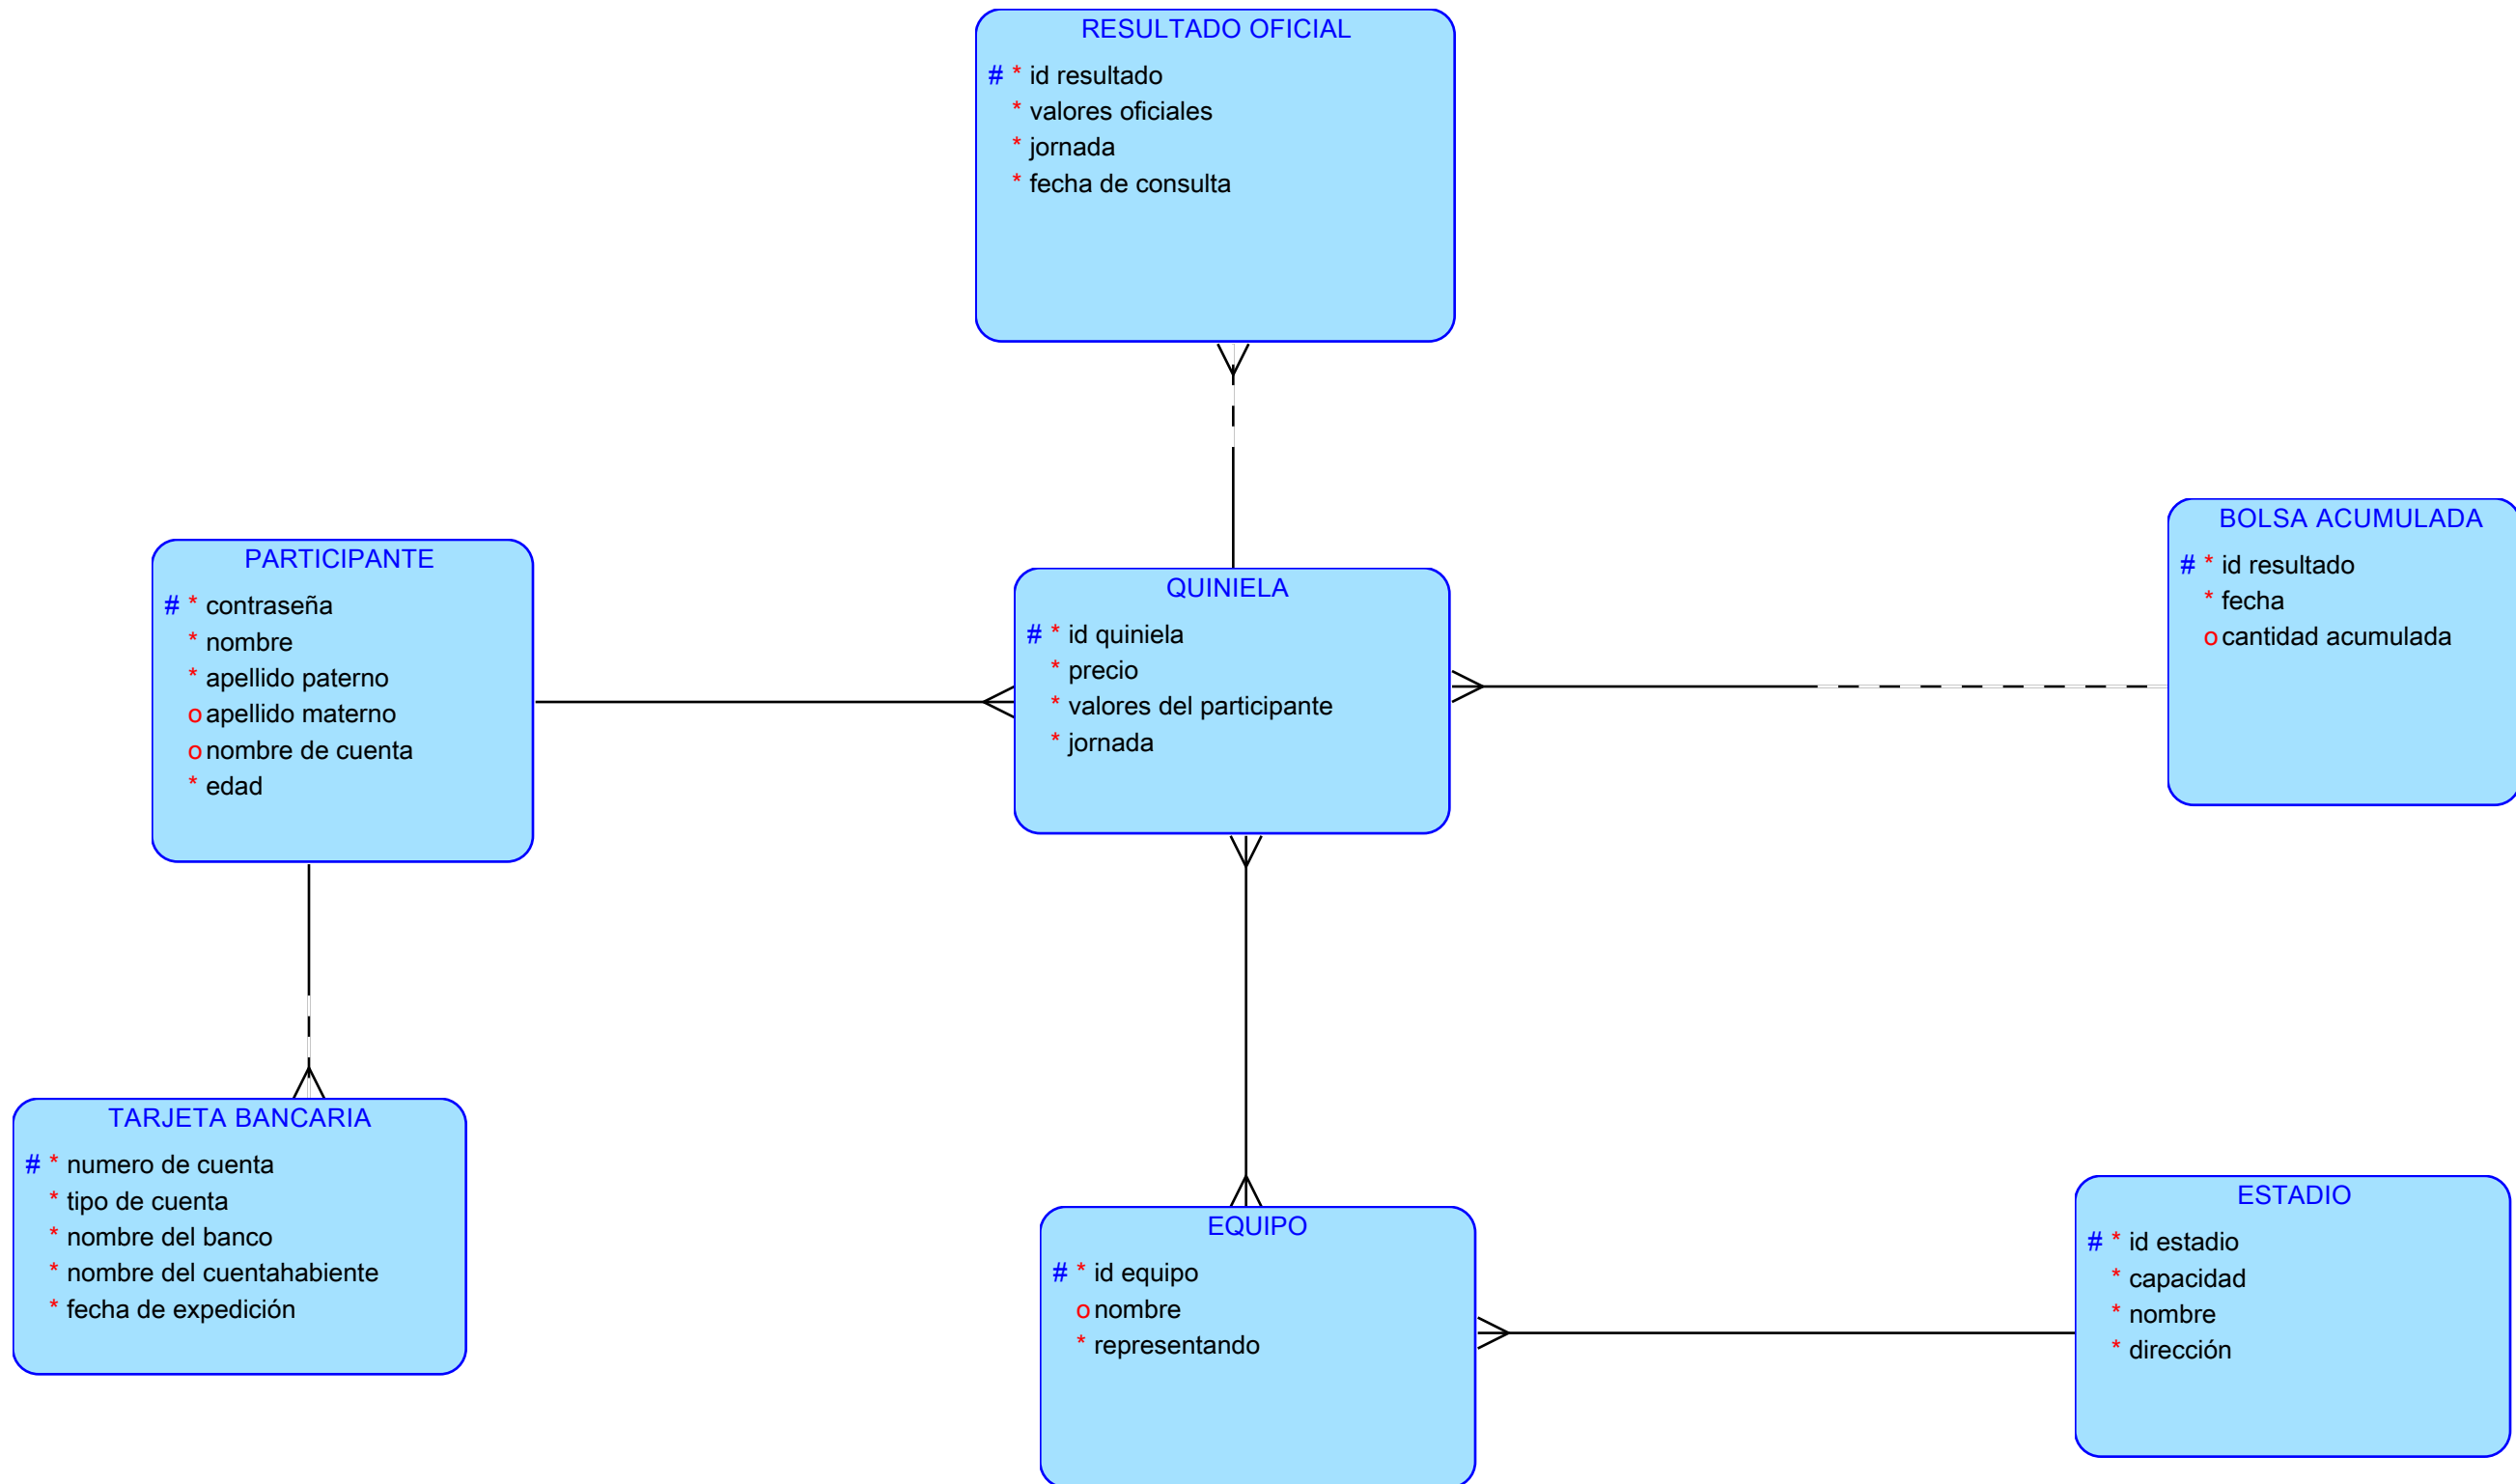 RESULTADO OFICIAL
# * id resultado
* valores oficiales
* jornada
* fecha de consulta
BOLSA ACUMULADA
# * id resultado
* fecha
o cantidad acumulada
PARTICIPANTE
# * contraseña
* nombre
* apellido paterno
o apellido materno
o nombre de cuenta
* edad
QUINIELA
# * id quiniela
* precio
* valores del participante
* jornada
TARJETA BANCARIA
# * numero de cuenta
* tipo de cuenta
* nombre del banco
* nombre del cuentahabiente
* fecha de expedición
EQUIPO
# * id equipo
o nombre
* representando
ESTADIO
# * id estadio
* capacidad
* nombre
* dirección